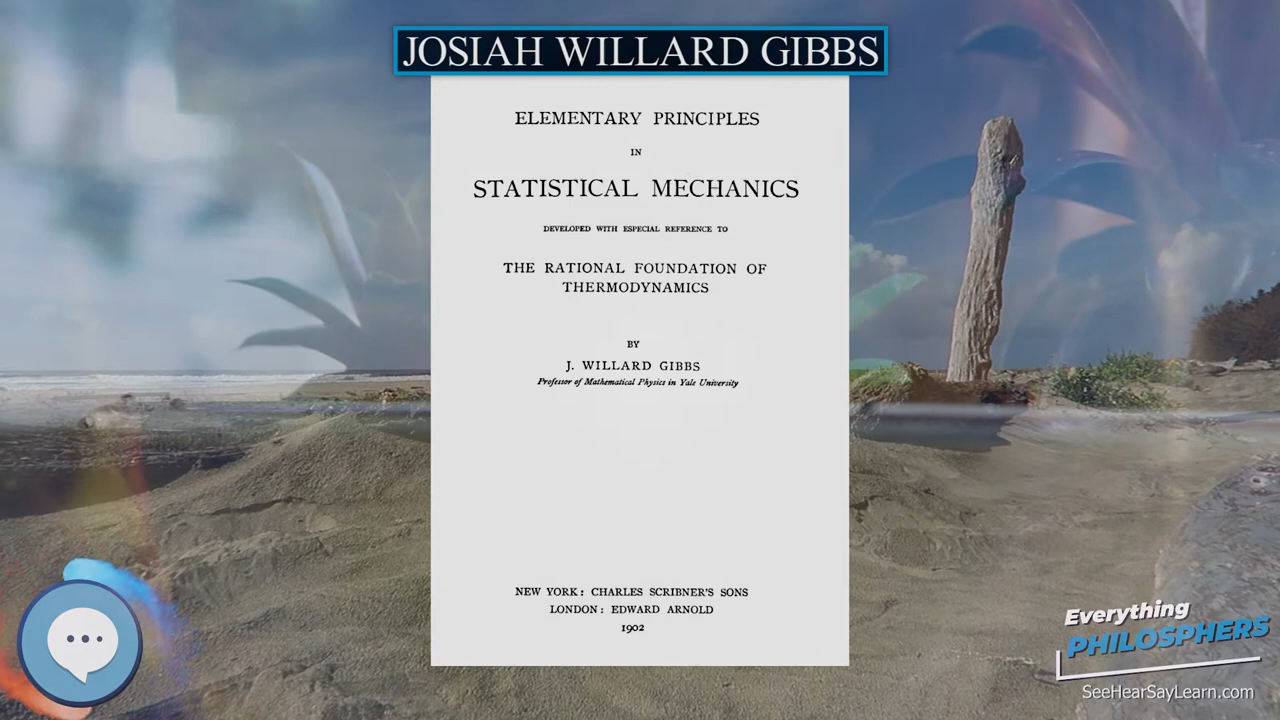 JOSIAH WILLARD GIBBS
ELEMENTARY PRINCIPLES
IN
STATISTICAL MECHANICS
DEVELOPED WITH ESPECIAL REFERENCE TO
THE RATIONAL FOUNDATION OF
THERMODYNAMICS
BY
J. WILLARD GIBBS
Professor of Mathematical Physics in Yale University
NEW YORK: CHARLES SCRIBNER'S SONS
LONDON: EDWARD ARNOLD
1902
Everything
PHILOSPHERS
SeeHearSayLearn.com